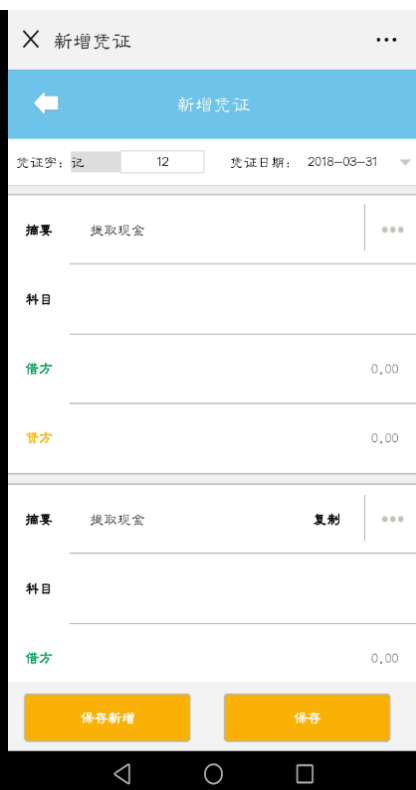 新增凭证
新增凭证
凭证字: 记 12 凭证日期: 2018-03-31
摘要 提取现金
科目
借方 0.00
贷方 0.00
摘要 提取现金 复制
科目
借方 0.00
保存新增 保存